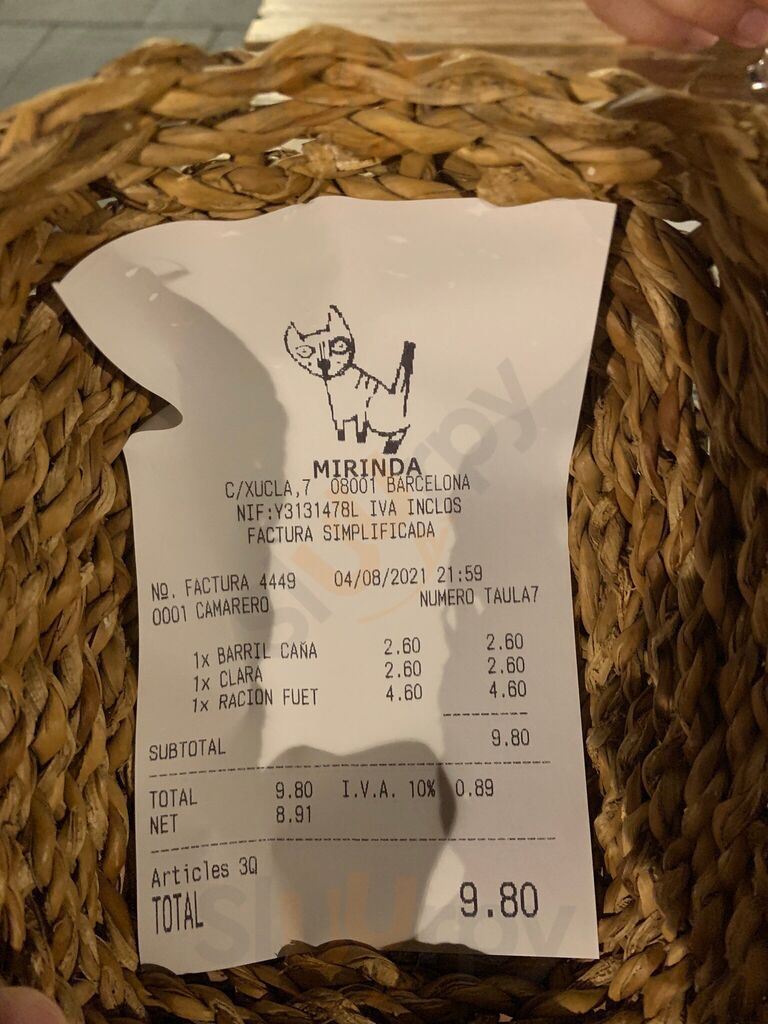 MIRINDA
C/XUCLA,7 08001 BARCELONA
NIF:Y3131478L IVA INCLOS
FACTURA SIMPLIFICADA
Nº. FACTURA 4449 04/08/2021 21:59
0001 CAMARERO NUMERO TAULA7
1x BARRIL CAÑA 2.60 2.60
1x CLARA 2.60 2.60
1x RACION FUET 4.60 4.60
SUBTOTAL 9.80
TOTAL 9.80 I.V.A. 10% 0.89
NET 8.91
Articles 3Q
TOTAL 9.80
Sluurpy
Sluurpy